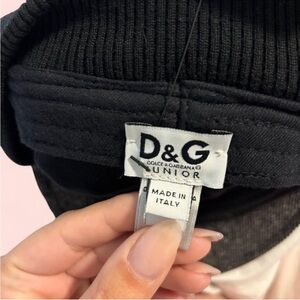 D&G
DOLCE & GABBANA
JUNIOR
MADE IN
ITALY